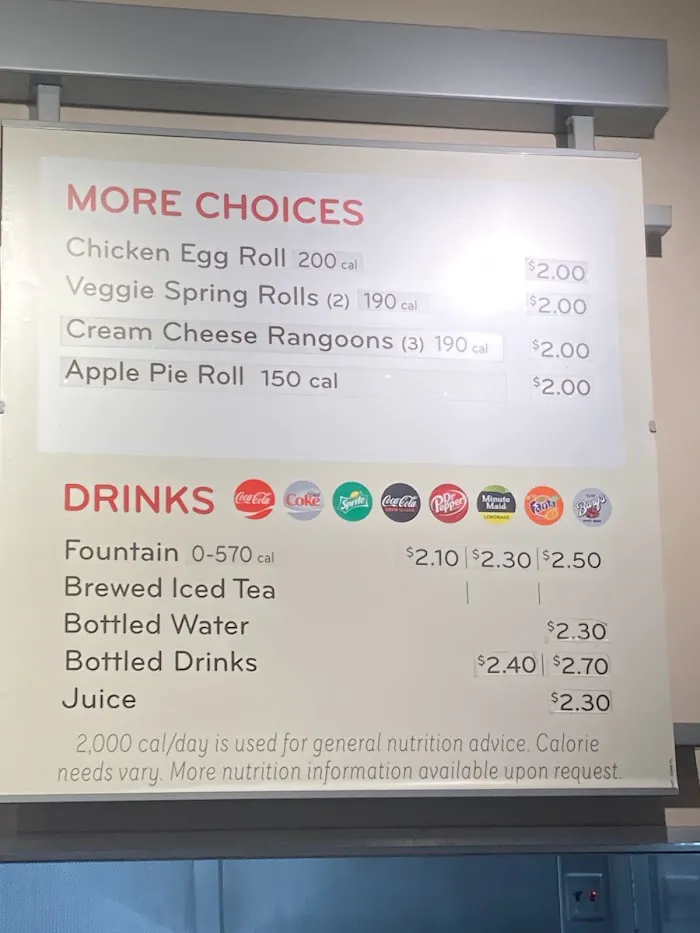 MORE CHOICES
Chicken Egg Roll 200 cal $2.00
Veggie Spring Rolls (2) 190 cal $2.00
Cream Cheese Rangoons (3) 190 cal $2.00
Apple Pie Roll 150 cal $2.00
DRINKS Coca-Cola Diet Coke Sprite Coca-Cola Dr Pepper Minute Maid LEMONADE Fanta Barq's
Fountain 0-570 cal $2.10 | $2.30 | $2.50
Brewed Iced Tea | |
Bottled Water $2.30
Bottled Drinks $2.40 | $2.70
Juice $2.30
2,000 cal/day is used for general nutrition advice. Calorie
needs vary. More nutrition information available upon request.